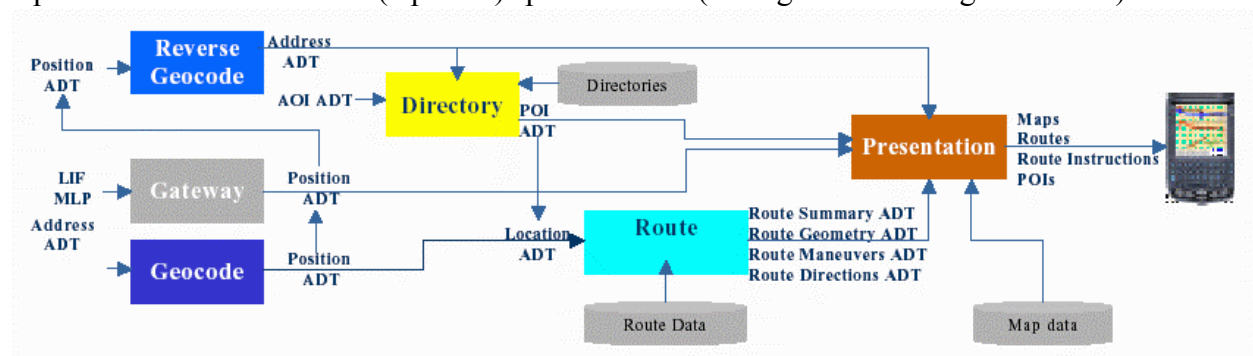 Reverse
Geocode
Address
ADT
Position
ADT
Directories
AOI ADT
Directory
POI
ADT
Presentation
Maps
Routes
Route Instructions
POIs
LIF
MLP
Gateway
Position
ADT
Address
ADT
Geocode
Position
ADT
Location
ADT
Route
Route Summary ADT
Route Geometry ADT
Route Maneuvers ADT
Route Directions ADT
Route Data
Map data